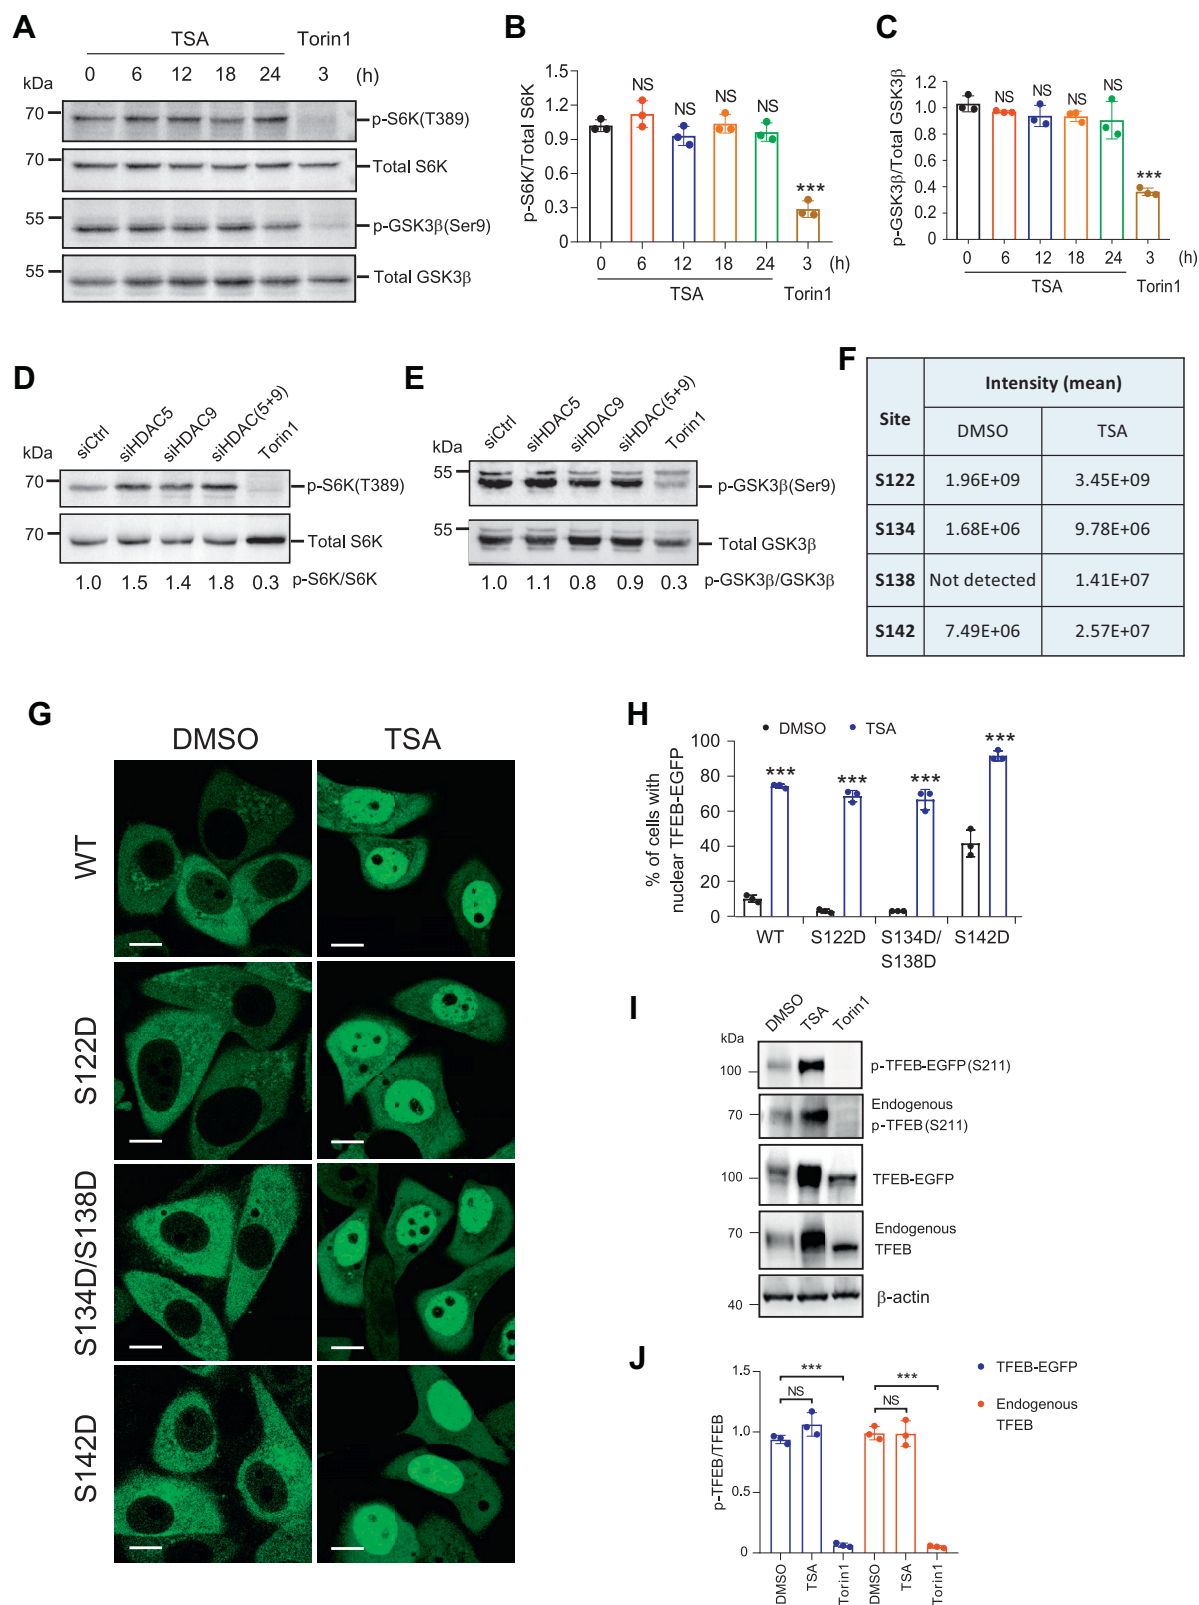 A
TSA Torin1
kDa 0 6 12 18 24 3 (h)
70 p-S6K(T389)
70 Total S6K
55 p-GSK3β(Ser9)
55 Total GSK3β
B
p-S6K/Total S6K
1.5
1.2
0.9
0.6
0.3
0
NS NS NS NS ***
0 6 12 18 24 3 (h)
TSA Torin1
C
p-GSK3β/Total GSK3β
1.2
1.0
0.8
0.6
0.4
0.2
0
NS NS NS NS ***
0 6 12 18 24 3 (h)
TSA Torin1
D
kDa siCtrl siHDAC5 siHDAC9 siHDAC(5+9) Torin1
70 p-S6K(T389)
70 Total S6K
1.0 1.5 1.4 1.8 0.3 p-S6K/S6K
E
kDa siCtrl siHDAC5 siHDAC9 siHDAC(5+9) Torin1
55 p-GSK3β(Ser9)
55 Total GSK3β
1.0 1.1 0.8 0.9 0.3 p-GSK3β/GSK3β
F
Site Intensity (mean)
DMSO TSA
S122 1.96E+09 3.45E+09
S134 1.68E+06 9.78E+06
S138 Not detected 1.41E+07
S142 7.49E+06 2.57E+07
G
DMSO TSA
WT
S122D
S134D/S138D
S142D
H
DMSO TSA
% of cells with
nuclear TFEB-EGFP
100
80
60
40
20
0
*** *** *** ***
WT S122D S134D/ S142D
S138D
I
kDa DMSO TSA Torin1
100 p-TFEB-EGFP(S211)
70 Endogenous
p-TFEB(S211)
100 TFEB-EGFP
70 Endogenous
TFEB
40 β-actin
J
p-TFEB/TFEB
1.5
1.0
0.5
0
*** ***
NS NS
DMSO TSA Torin1 DMSO TSA Torin1
TFEB-EGFP
Endogenous
TFEB